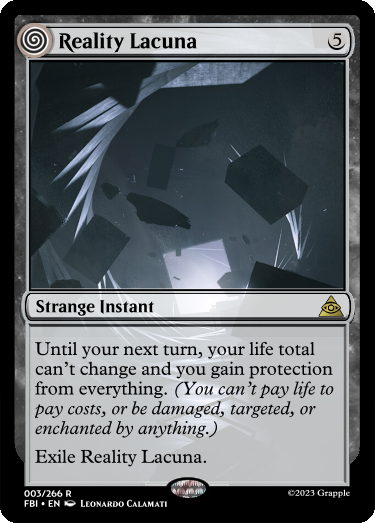 Reality Lacuna 5
Strange Instant
Until your next turn, your life total
can't change and you gain protection
from everything. (You can't pay life to
pay costs, or be damaged, targeted, or
enchanted by anything.)
Exile Reality Lacuna.
003/266 R
FBI • EN Leonardo Calamati
©2023 Grapple